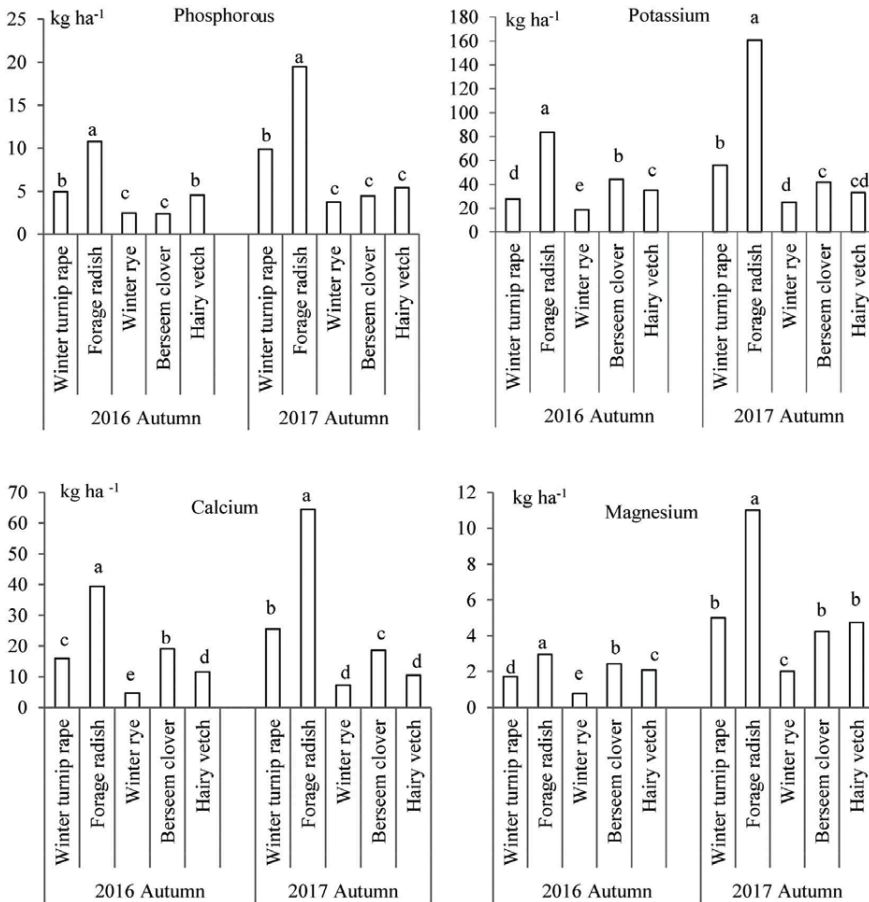 kg ha⁻¹
Phosphorous
25
20
15
10
5
0
b
a
c
c
b
b
a
c
c
c
Winter turnip rape
Forage radish
Winter rye
Berseem clover
Hairy vetch
Winter turnip rape
Forage radish
Winter rye
Berseem clover
Hairy vetch
2016 Autumn
2017 Autumn
kg ha⁻¹
Potassium
180
160
140
120
100
80
60
40
20
0
d
a
e
b
c
b
a
d
c
cd
Winter turnip rape
Forage radish
Winter rye
Berseem clover
Hairy vetch
Winter turnip rape
Forage radish
Winter rye
Berseem clover
Hairy vetch
2016 Autumn
2017 Autumn
kg ha ⁻¹
Calcium
70
60
50
40
30
20
10
0
c
a
e
b
d
b
a
d
c
d
Winter turnip rape
Forage radish
Winter rye
Berseem clover
Hairy vetch
Winter turnip rape
Forage radish
Winter rye
Berseem clover
Hairy vetch
2016 Autumn
2017 Autumn
kg ha⁻¹
Magnesium
12
10
8
6
4
2
0
d
a
e
b
c
b
a
c
b
b
Winter turnip rape
Forage radish
Winter rye
Berseem clover
Hairy vetch
Winter turnip rape
Forage radish
Winter rye
Berseem clover
Hairy vetch
2016 Autumn
2017 Autumn